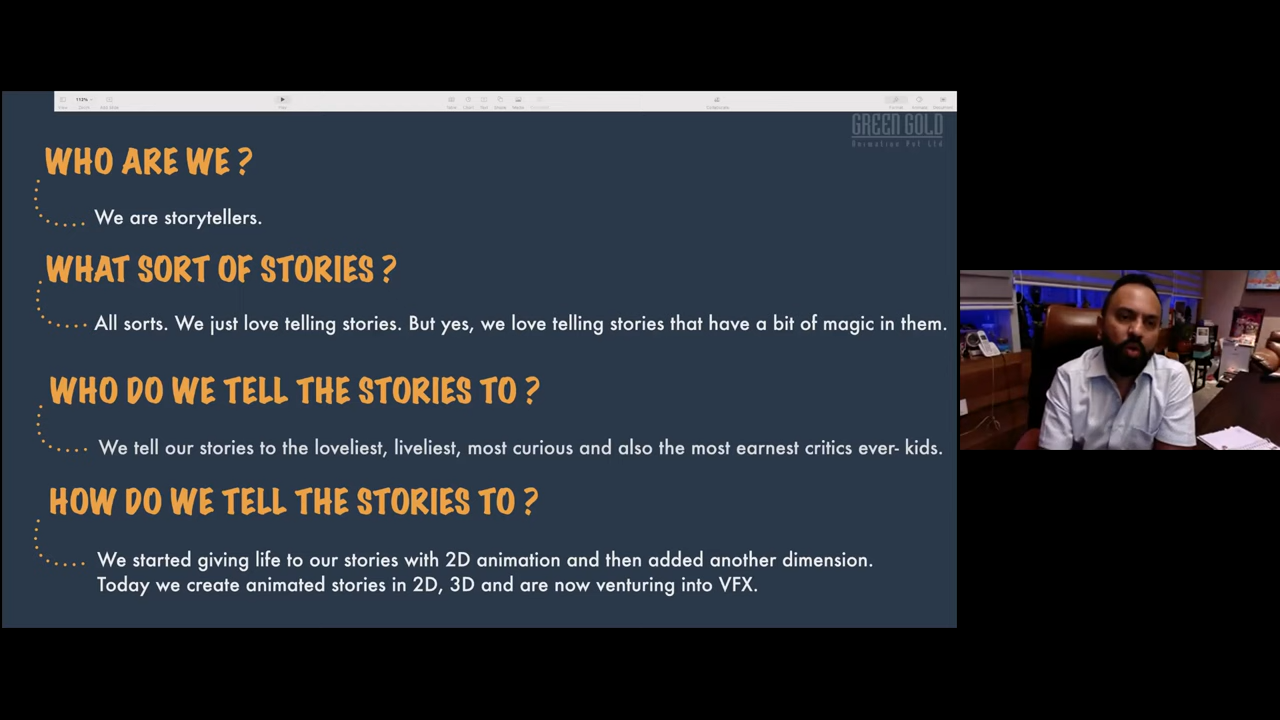 113%
GREEN GOLD
Animation Pvt Ltd
WHO ARE WE ?
We are storytellers.
WHAT SORT OF STORIES ?
All sorts. We just love telling stories. But yes, we love telling stories that have a bit of magic in them.
WHO DO WE TELL THE STORIES TO ?
We tell our stories to the loveliest, liveliest, most curious and also the most earnest critics ever- kids.
HOW DO WE TELL THE STORIES TO ?
We started giving life to our stories with 2D animation and then added another dimension.
Today we create animated stories in 2D, 3D and are now venturing into VFX.